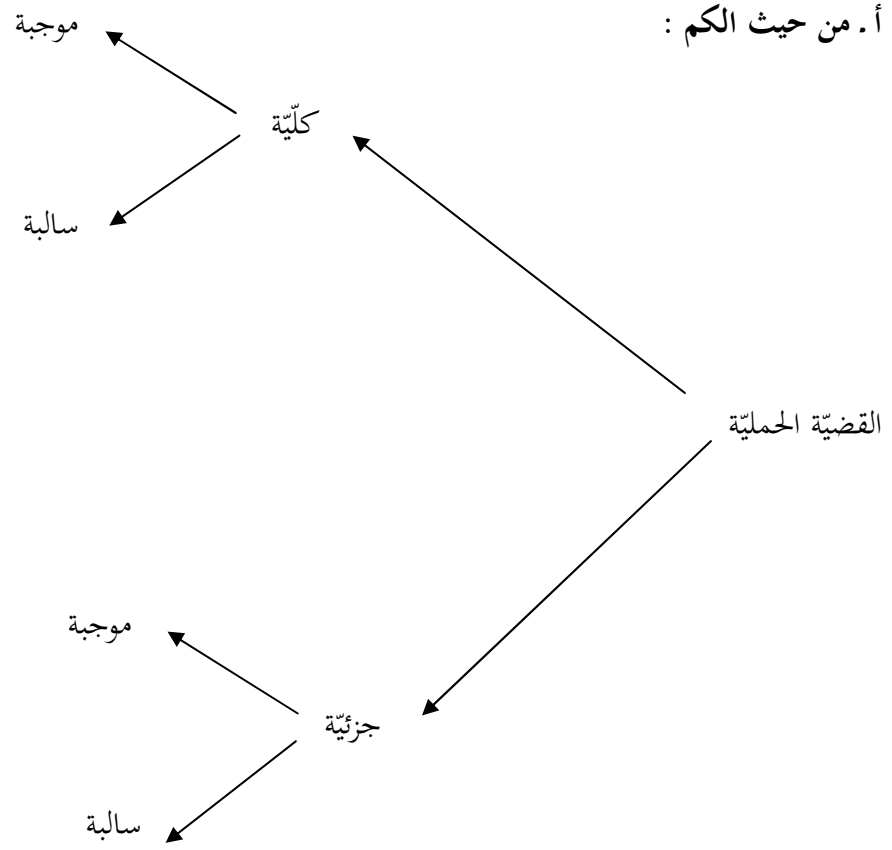 أ . من حيث الكم :
موجبة
كلّيّة
سالبة
القضيّة الحمليّة
موجبة
جزئيّة
سالبة